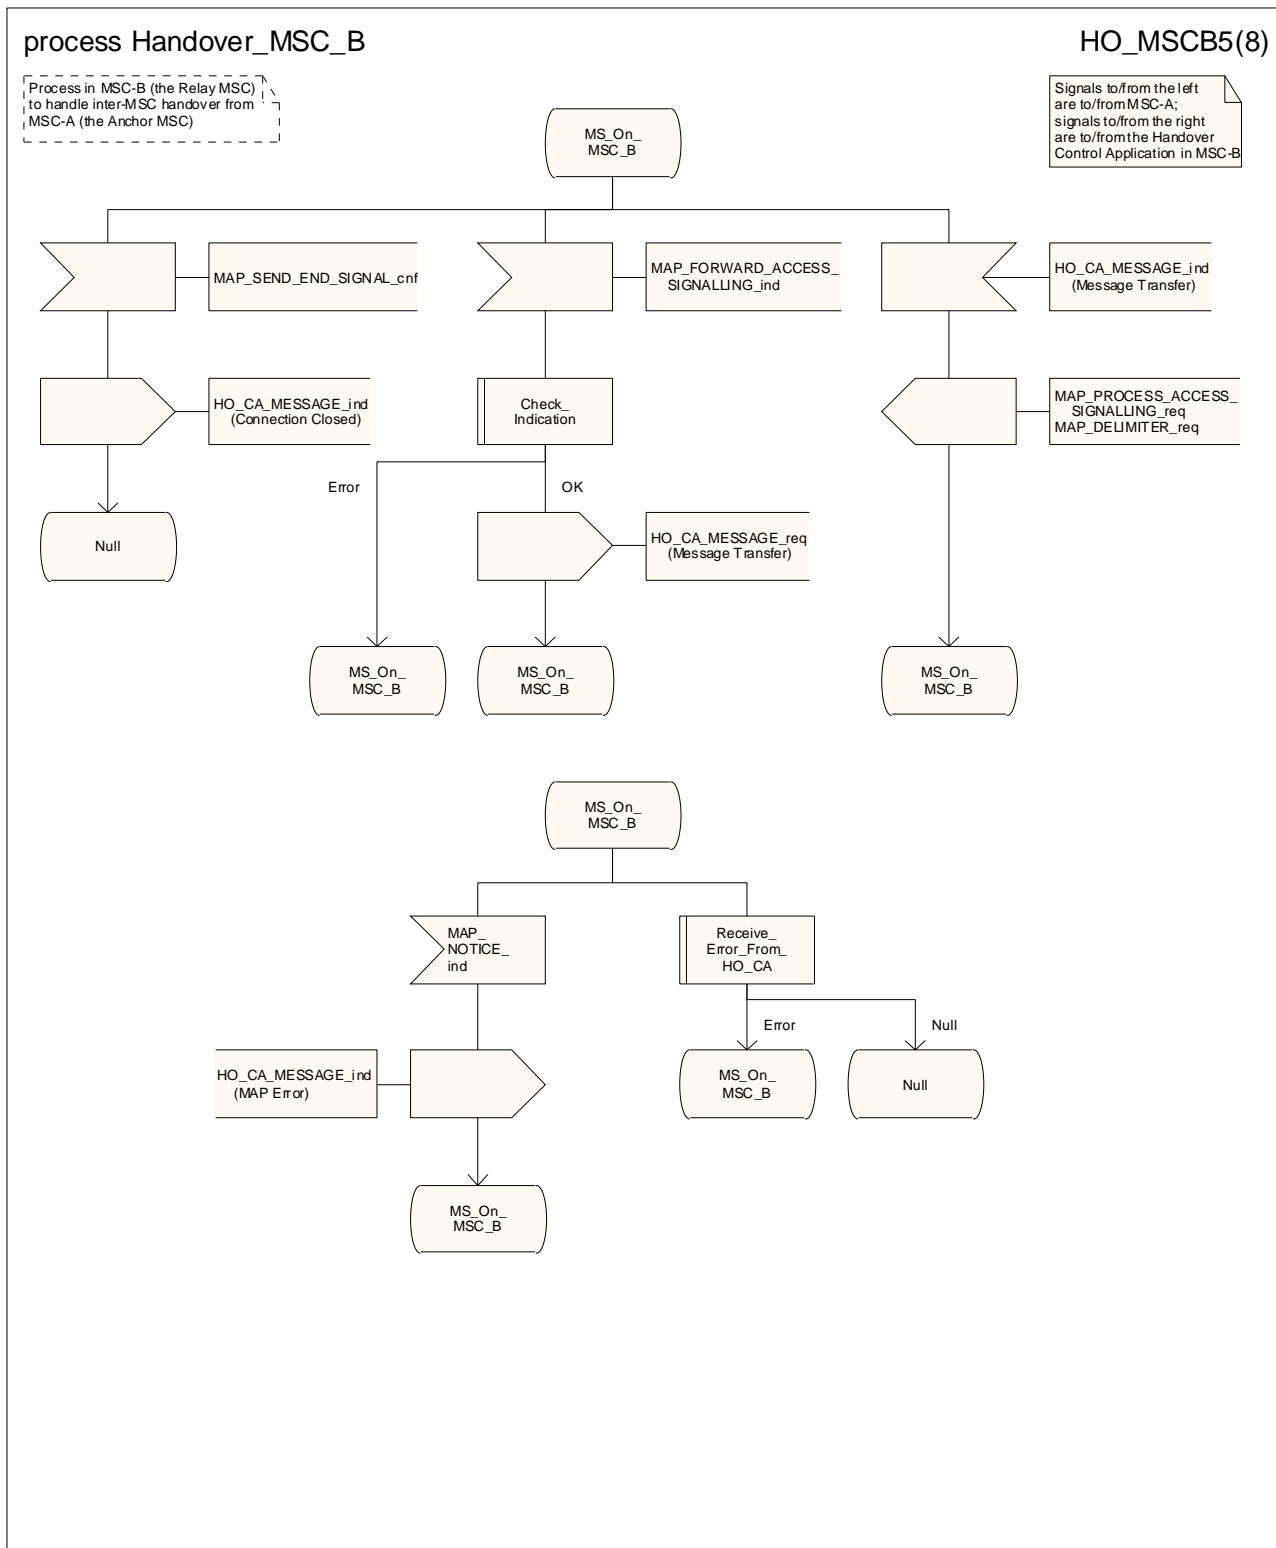 process Handover_MSC_B
HO_MSCB5(8)
Process in MSC-B (the Relay MSC)
to handle inter-MSC handover from
MSC-A (the Anchor MSC)
Signals to/from the left
are to/from MSC-A;
signals to/from the right
are to/from the Handover
Control Application in MSC-B
MS_On_
MSC_B
MAP_SEND_END_SIGNAL_cnf
MAP_FORWARD_ACCESS_
SIGNALLING_ind
HO_CA_MESSAGE_ind
(Message Transfer)
HO_CA_MESSAGE_ind
(Connection Closed)
Check_
Indication
MAP_PROCESS_ACCESS_
SIGNALLING_req
MAP_DELIMITER_req
Error
OK
Null
HO_CA_MESSAGE_req
(Message Transfer)
MS_On_
MSC_B
MS_On_
MSC_B
MS_On_
MSC_B
MS_On_
MSC_B
MAP_
NOTICE_
ind
Receive_
Error_From_
HO_CA
Error
Null
HO_CA_MESSAGE_ind
(MAP Error)
MS_On_
MSC_B
Null
MS_On_
MSC_B